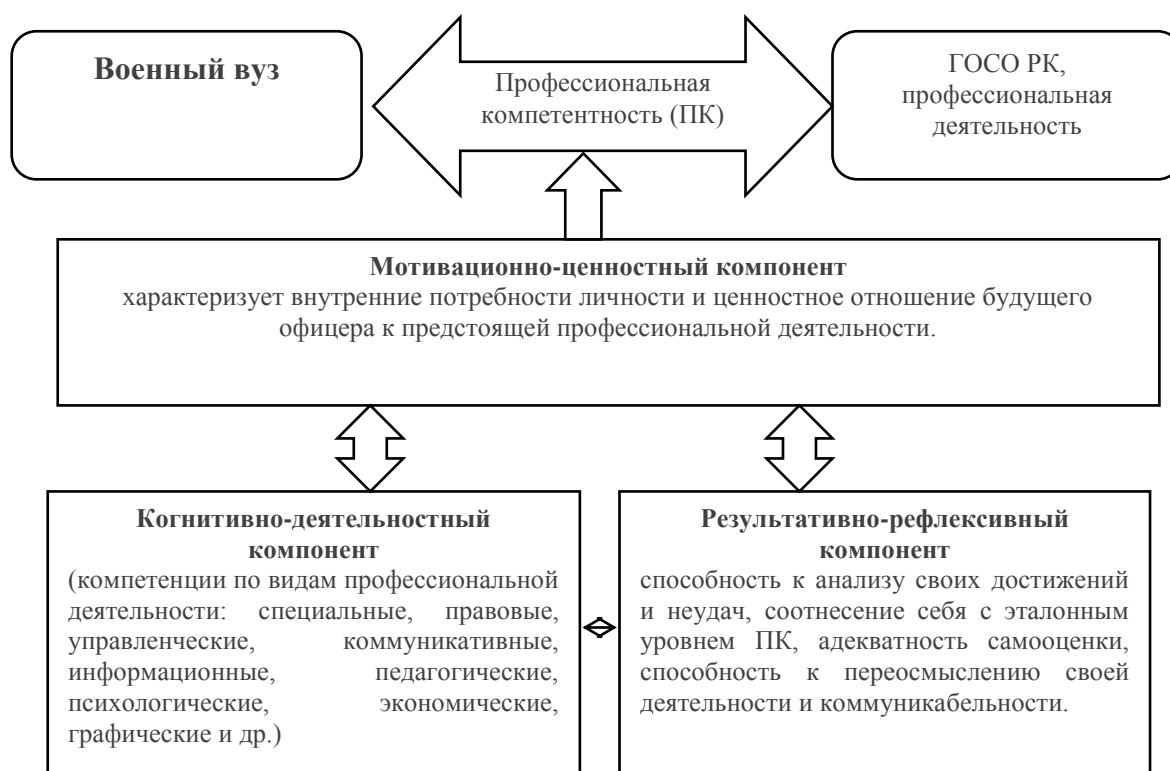 Военный вуз
Профессиональная
компетентность (ПК)
ГОСО РК,
профессиональная
деятельность
Мотивационно-ценностный компонент
характеризует внутренние потребности личности и ценностное отношение будущего
офицера к предстоящей профессиональной деятельности.
Когнитивно-деятельностный
компонент
(компетенции по видам профессиональной
деятельности: специальные, правовые,
управленческие, коммуникативные,
информационные, педагогические,
психологические, экономические,
графические и др.)
Результативно-рефлексивный
компонент
способность к анализу своих достижений
и неудач, соотнесение себя с эталонным
уровнем ПК, адекватность самооценки,
способность к переосмыслению своей
деятельности и коммуникабельности.